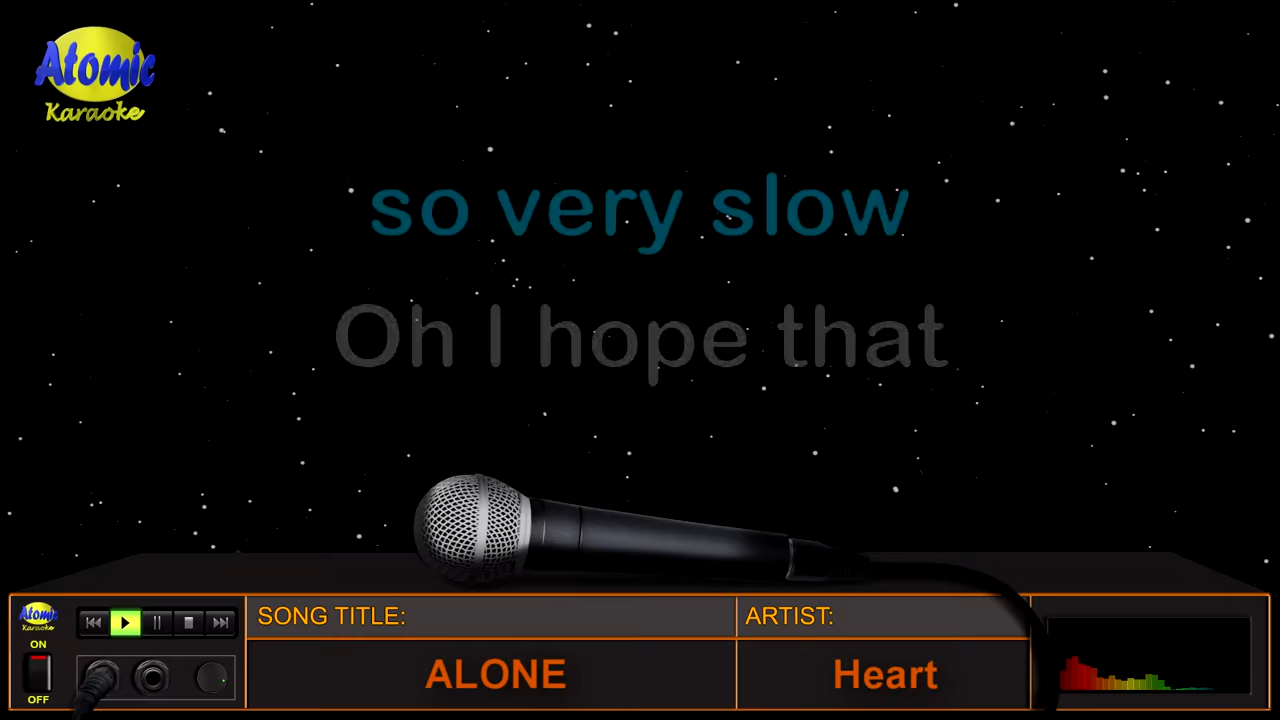 Atomic
Karaoke
so very slow
Oh I hope that
Atomic
Karaoke
ON
OFF
SONG TITLE:
ARTIST:
ALONE
Heart